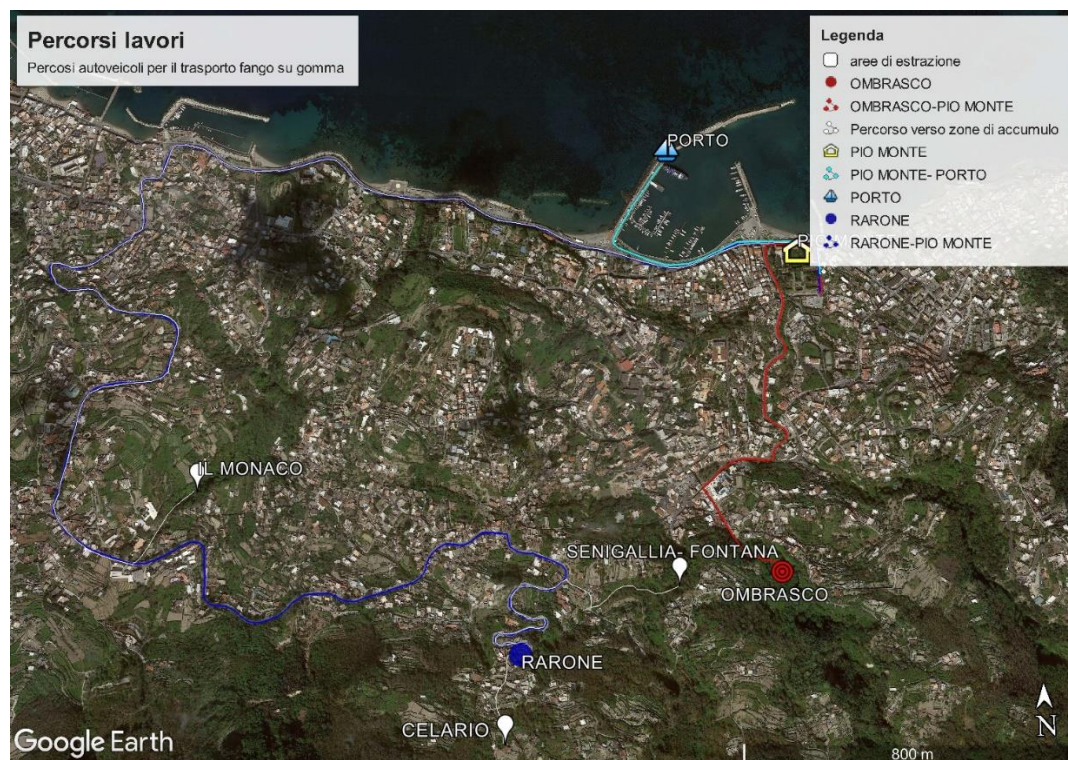 Percorsi lavori
Percosi autoveicoli per il trasporto fango su gomma
Legenda
aree di estrazione
OMBRASCO
OMBRASCO-PIO MONTE
Percorso verso zone di accumulo
PIO MONTE
PIO MONTE- PORTO
PORTO
RARONE
RARONE-PIO MONTE
PORTO
IL MONACO
SENIGALLIA- FONTANA
OMBRASCO
RARONE
CELARIO
Google Earth
N
800 m